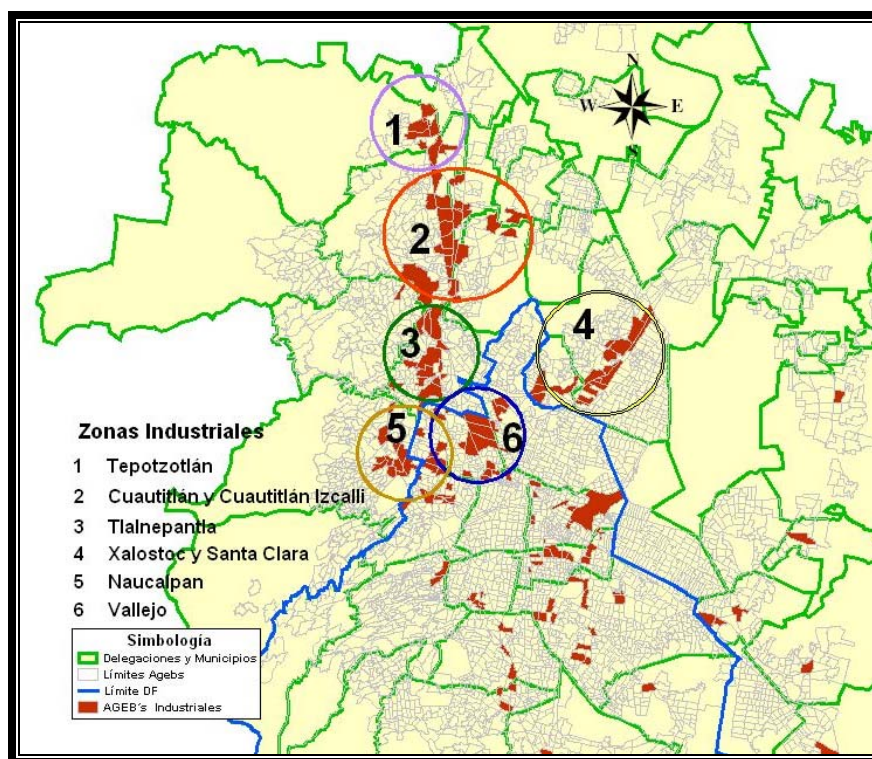 N
W E
S
1
2
3
4
5
6
Zonas Industriales
1 Tepotzotlán
2 Cuautitlán y Cuautitlán Izcalli
3 Tlalnepantla
4 Xalostoc y Santa Clara
5 Naucalpan
6 Vallejo
Simbología
Delegaciones y Municipios
Límites Agebs
Límite DF
AGEB´s Industriales